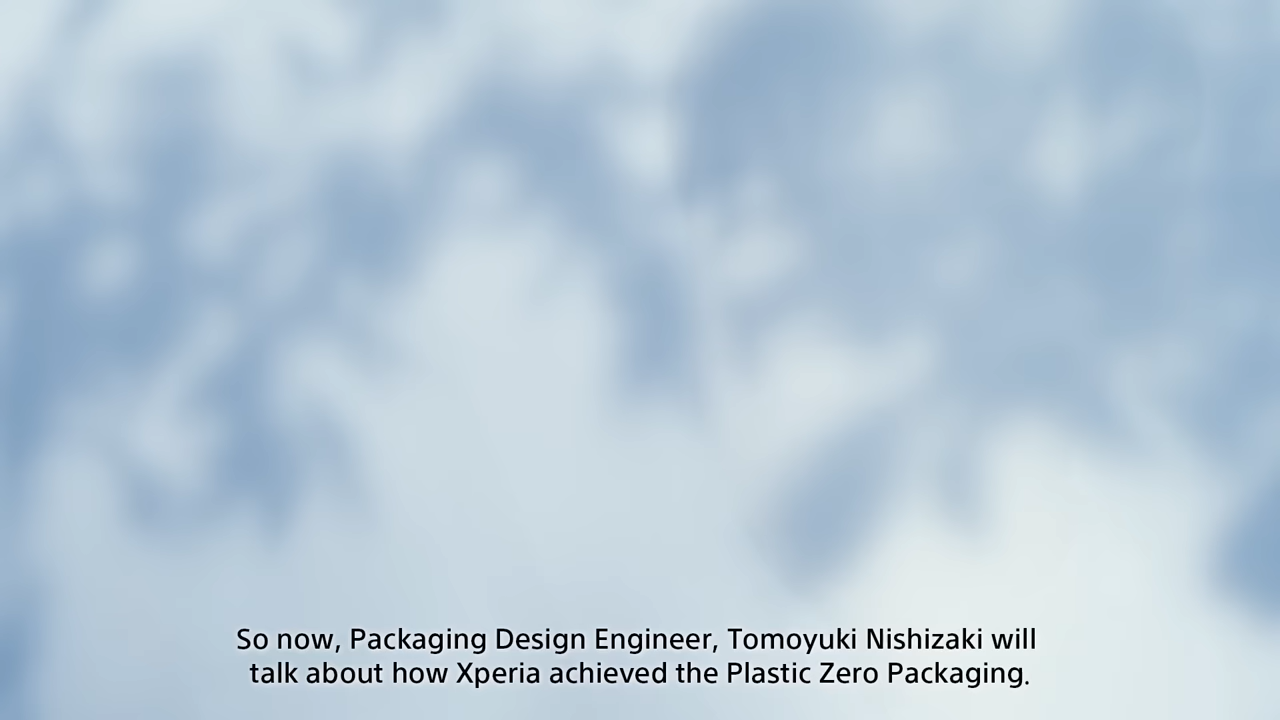 So now, Packaging Design Engineer, Tomoyuki Nishizaki will
talk about how Xperia achieved the Plastic Zero Packaging.